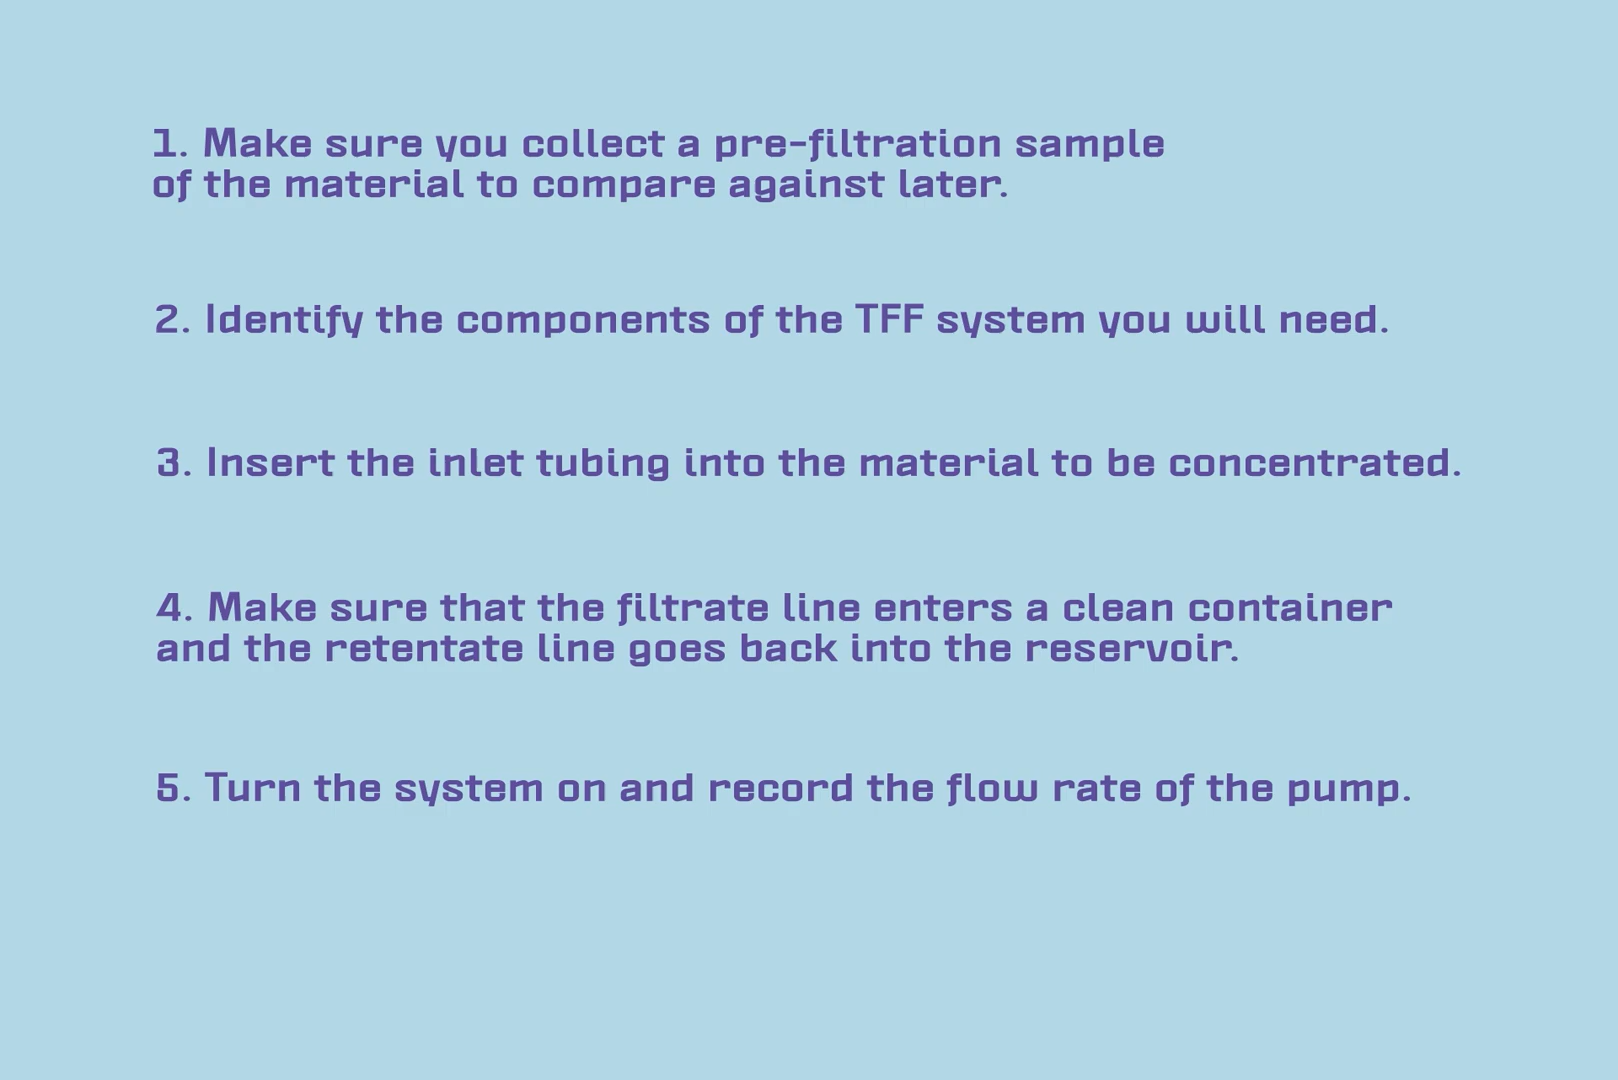 1. Make sure you collect a pre-filtration sample
of the material to compare against later.
2. Identify the components of the TFF system you will need.
3. Insert the inlet tubing into the material to be concentrated.
4. Make sure that the filtrate line enters a clean container
and the retentate line goes back into the reservoir.
5. Turn the system on and record the flow rate of the pump.